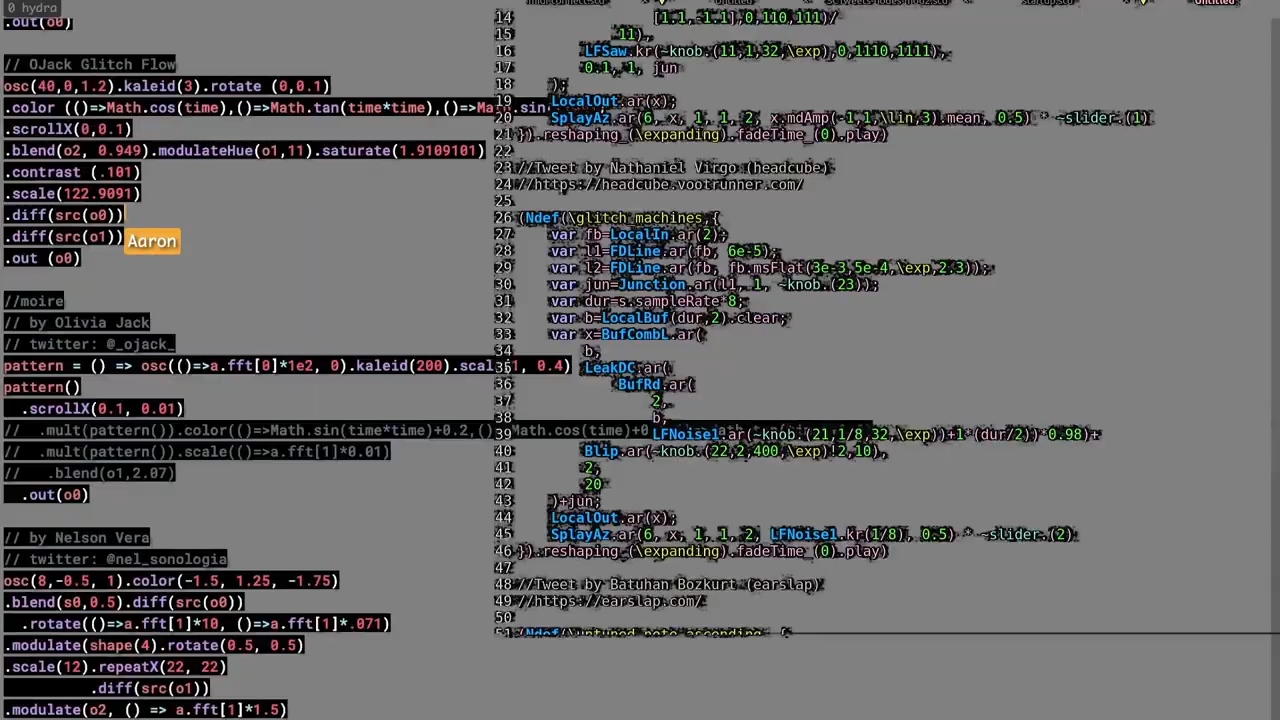 0 hydra
.out(o0)
// OJack Glitch Flow
osc(40,0,1.2).kaleid(3).rotate (0,0.1)
.color (()=>Math.cos(time),()=>Math.tan(time*time),()=>Ma sin
.scrollX(0,0.1)
.blend(o2, 0.949).modulateHue(o1,11).saturate(1.9109101)
.contrast (.101)
.scale(122.9091)
.diff(src(o0))
.diff(src(o1))
Aaron
.out (o0)
//moire
// by Olivia Jack
// twitter: @_ojack_
pattern = () => osc(()=>a.fft[0]*1e2, 0).kaleid(200).scal 1, 0.4)
pattern()
.scrollX(0.1, 0.01)
// .mult(pattern()).color(()=>Math.sin(time*time)+0.2,() Math.cos(time)+0
// .mult(pattern()).scale(()=>a.fft[1]*0.01)
// .blend(o1,2.07)
.out(o0)
// by Nelson Vera
// twitter: @nel_sonologia
osc(8,-0.5, 1).color(-1.5, 1.25, -1.75)
.blend(s0,0.5).diff(src(o0))
.rotate(()=>a.fft[1]*10, ()=>a.fft[1]*.071)
.modulate(shape(4).rotate(0.5, 0.5)
.scale(12).repeatX(22, 22)
.diff(src(o1))
.modulate(o2, () => a.fft[1]*1.5)
14 [1.1,-1.1],0,110,111)/
15 11),
16 LFSaw.kr(~knob.(11,1,32,\exp),0,1110,1111),
17 0.1, 1, jun
18 );
19 LocalOut.ar(x);
20 SplayAz.ar(6, x, 1, 1, 2, x.mdAmp(-1,1,\lin,3).mean, 0.5) * ~slider.(1)
21 }).reshaping_(\expanding).fadeTime_(0).play)
22
23 //Tweet by Nathaniel Virgo (headcube)
24 //https://headcube.vootrunner.com/
25
26 (Ndef(\glitch_machines,{
27 var fb=LocalIn.ar(2);
28 var l1=FDLine.ar(fb, 6e-5);
29 var l2=FDLine.ar(fb, fb.msFlat(3e-3,5e-4,\exp,2.3));
30 var jun=Junction.ar(l1, 1, ~knob.(23));
31 var dur=s.sampleRate*8;
32 var b=LocalBuf(dur,2).clear;
33 var x=BufCombL.ar(
34 b,
35 LeakDC.ar(
36 BufRd.ar(
37 2,
38 b,
39 LFNoise1.ar(~knob.(21,1/8,32,\exp))+1*(dur/2))*0.98)+
40 Blip.ar(~knob.(22,2,400,\exp)!2,10),
41 2,
42 20
43 )+jun;
44 LocalOut.ar(x);
45 SplayAz.ar(6, x, 1, 1, 2, LFNoise1.kr(1/8), 0.5) * ~slider.(2)
46 }).reshaping_(\expanding).fadeTime_(0).play)
47
48 //Tweet by Batuhan Bozkurt (earslap)
49 //https://earslap.com/
50
51 (Ndef(\untuned_note_ascending, {